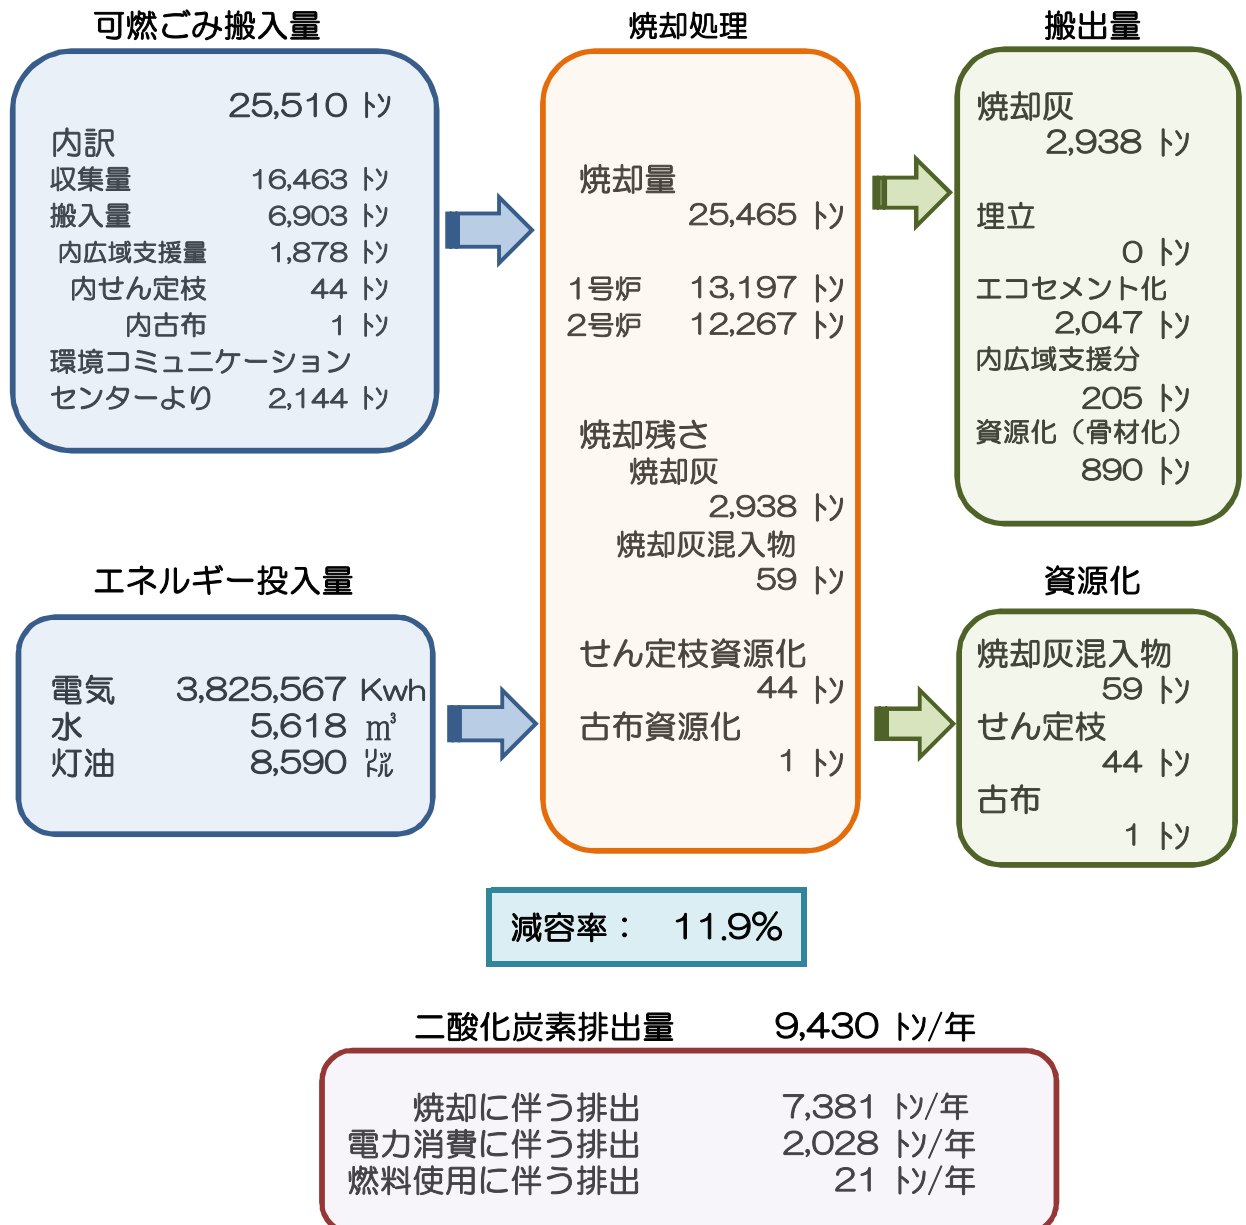 可燃ごみ搬入量
25,510 トン
内訳
収集量 16,463 トン
搬入量 6,903 トン
内広域支援量 1,878 トン
内せん定枝 44 トン
内古布 1 トン
環境コミュニケーション
センターより 2,144 トン
エネルギー投入量
電気 3,825,567 Kwh
水 5,618 ㎥
灯油 8,590 リットル
焼却処理
焼却量
25,465 トン
1号炉 13,197 トン
2号炉 12,267 トン
焼却残さ
焼却灰
2,938 トン
焼却灰混入物
59 トン
せん定枝資源化
44 トン
古布資源化
1 トン
搬出量
焼却灰
2,938 トン
埋立
0 トン
エコセメント化
2,047 トン
内広域支援分
205 トン
資源化（骨材化）
890 トン
資源化
焼却灰混入物
59 トン
せん定枝
44 トン
古布
1 トン
減容率： 11.9%
二酸化炭素排出量 9,430 トン/年
焼却に伴う排出 7,381 トン/年
電力消費に伴う排出 2,028 トン/年
燃料使用に伴う排出 21 トン/年